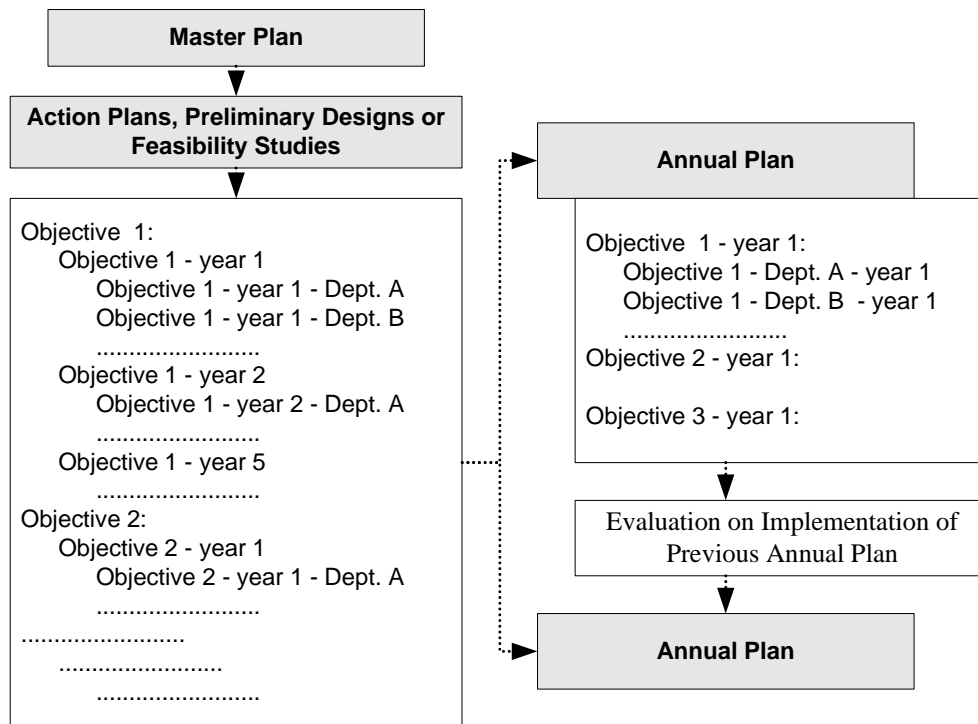 Master Plan
Action Plans, Preliminary Designs or
Feasibility Studies
Objective 1:
Objective 1 - year 1
Objective 1 - year 1 - Dept. A
Objective 1 - year 1 - Dept. B
.........................
Objective 1 - year 2
Objective 1 - year 2 - Dept. A
.........................
Objective 1 - year 5
.........................
Objective 2:
Objective 2 - year 1
Objective 2 - year 1 - Dept. A
.........................
.........................
.........................
.........................
Annual Plan
Objective 1 - year 1:
Objective 1 - Dept. A - year 1
Objective 1 - Dept. B - year 1
.........................
Objective 2 - year 1:
Objective 3 - year 1:
Evaluation on Implementation of
Previous Annual Plan
Annual Plan